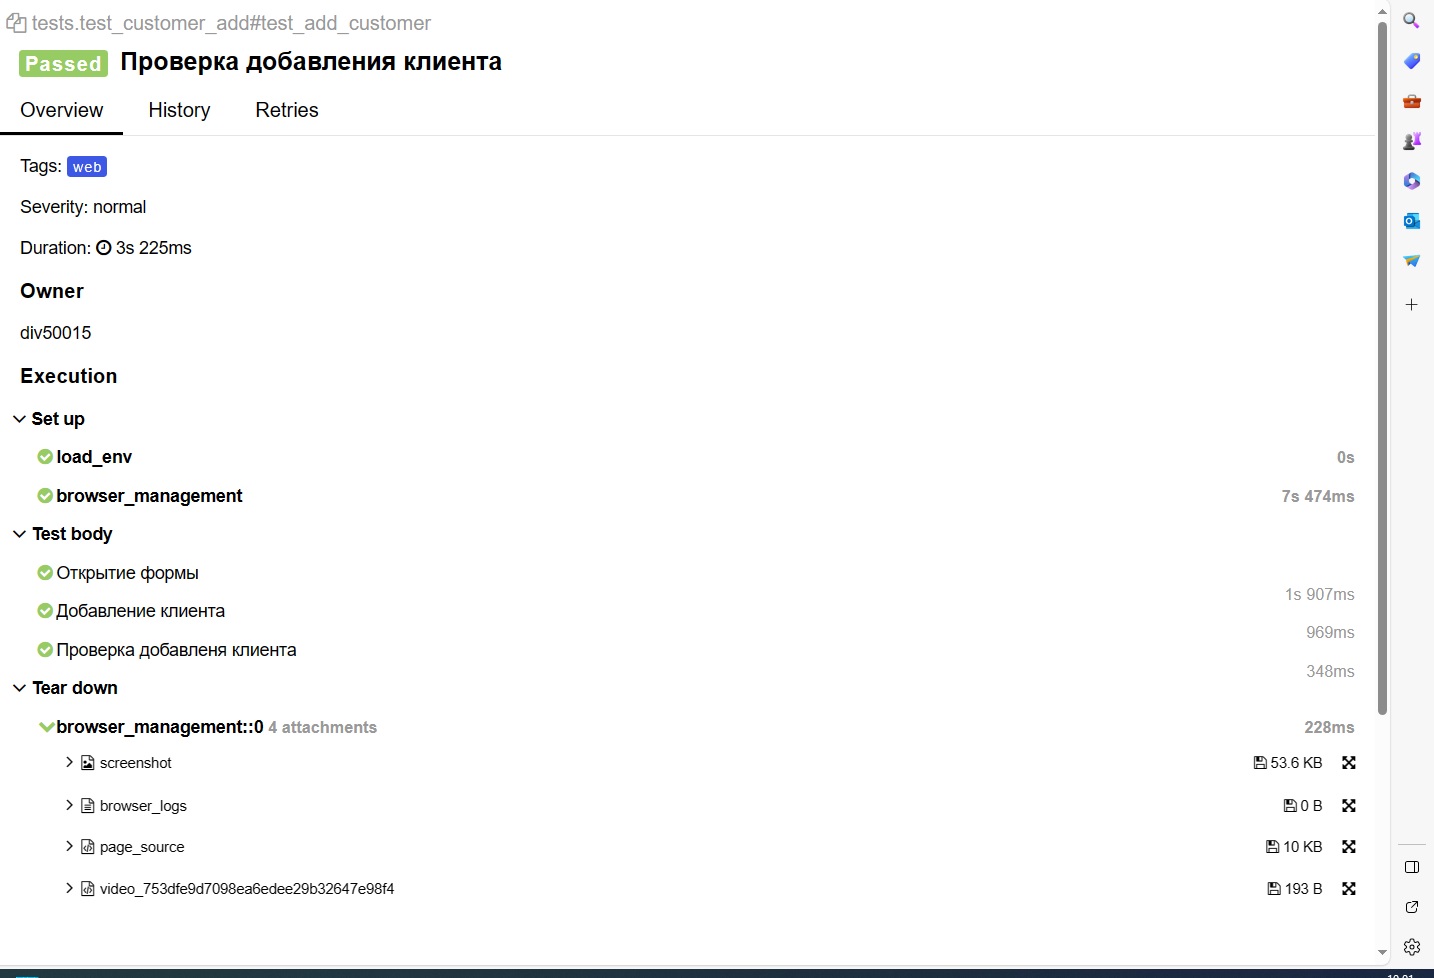 tests.test_customer_add#test_add_customer
Passed Проверка добавления клиента
Overview History Retries
Tags: web
Severity: normal
Duration: 3s 225ms
Owner
div50015
Execution
Set up
load_env 0s
browser_management 7s 474ms
Test body
Открытие формы 1s 907ms
Добавление клиента 969ms
Проверка добавленя клиента 348ms
Tear down
browser_management::0 4 attachments 228ms
screenshot 53.6 KB
browser_logs 0 B
page_source 10 KB
video_753dfe9d7098ea6edee29b32647e98f4 193 B